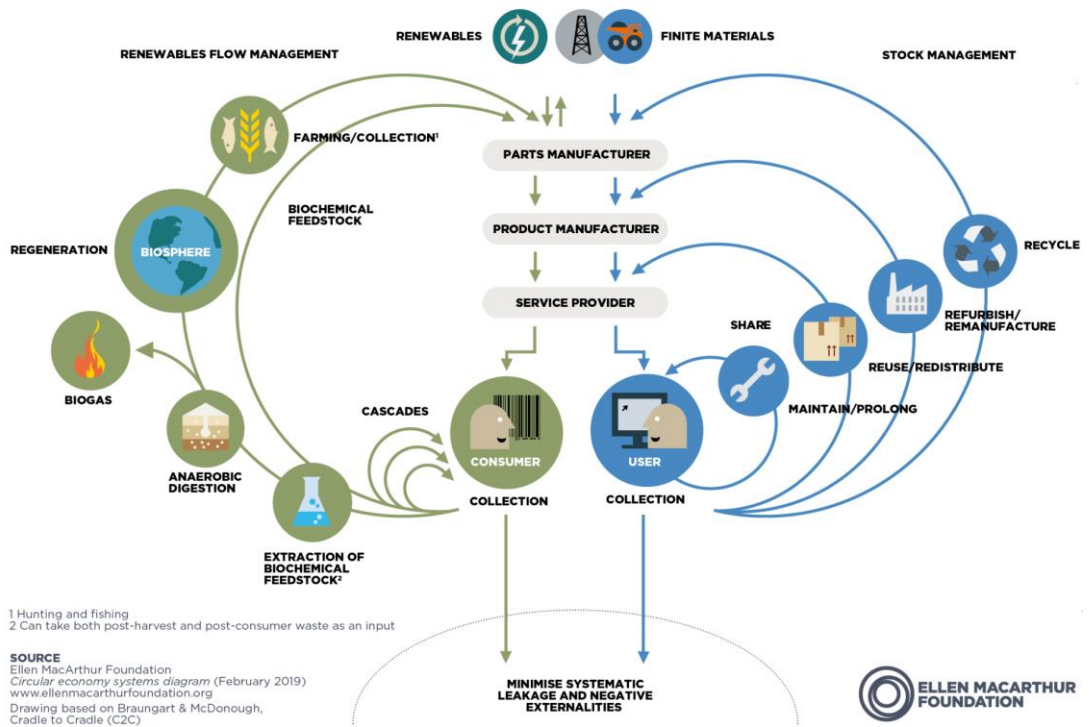 RENEWABLES
FINITE MATERIALS
RENEWABLES FLOW MANAGEMENT
STOCK MANAGEMENT
FARMING/COLLECTION¹
PARTS MANUFACTURER
BIOCHEMICAL
FEEDSTOCK
PRODUCT MANUFACTURER
REGENERATION
BIOSPHERE
RECYCLE
SERVICE PROVIDER
REFURBISH/
REMANUFACTURE
SHARE
REUSE/REDISTRIBUTE
BIOGAS
MAINTAIN/PROLONG
CASCADES
CONSUMER
USER
ANAEROBIC
DIGESTION
COLLECTION
COLLECTION
EXTRACTION OF
BIOCHEMICAL
FEEDSTOCK²
1 Hunting and fishing
2 Can take both post-harvest and post-consumer waste as an input
SOURCE
Ellen MacArthur Foundation
Circular economy systems diagram (February 2019)
www.ellenmacarthurfoundation.org
Drawing based on Braungart & McDonough,
Cradle to Cradle (C2C)
MINIMISE SYSTEMATIC
LEAKAGE AND NEGATIVE
EXTERNALITIES
ELLEN MACARTHUR
FOUNDATION